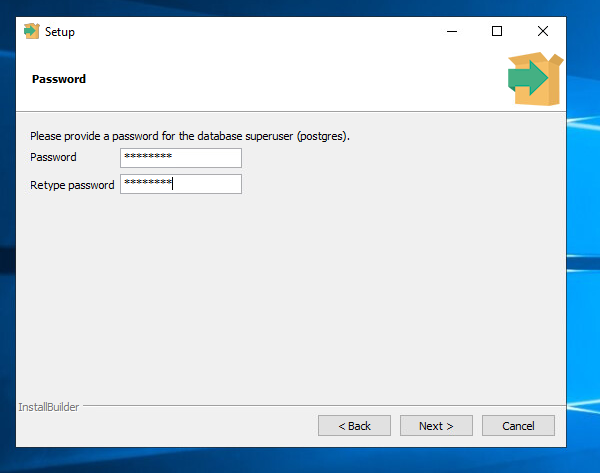 Setup
Password
Please provide a password for the database superuser (postgres).
Password ********
Retype password ********
InstallBuilder
< Back Next > Cancel